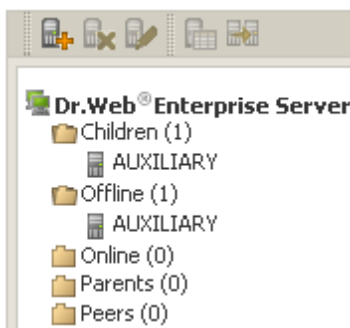 Dr.Web® Enterprise Server
Children (1)
AUXILIARY
Offline (1)
AUXILIARY
Online (0)
Parents (0)
Peers (0)